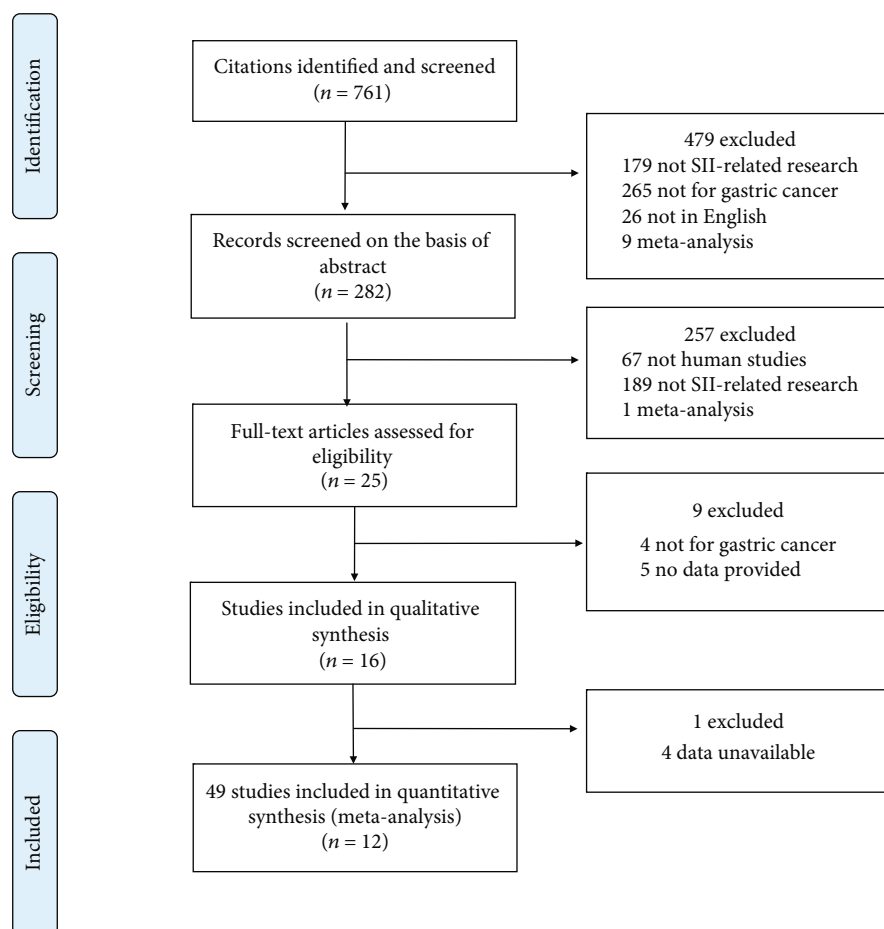 Identification
Citations identified and screened
(n = 761)
479 excluded
179 not SII-related research
265 not for gastric cancer
26 not in English
9 meta-analysis
Screening
Records screened on the basis of
abstract
(n = 282)
257 excluded
67 not human studies
189 not SII-related research
1 meta-analysis
Full-text articles assessed for
eligibility
(n = 25)
Eligibility
9 excluded
4 not for gastric cancer
5 no data provided
Studies included in qualitative
synthesis
(n = 16)
1 excluded
4 data unavailable
Included
49 studies included in quantitative
synthesis (meta-analysis)
(n = 12)